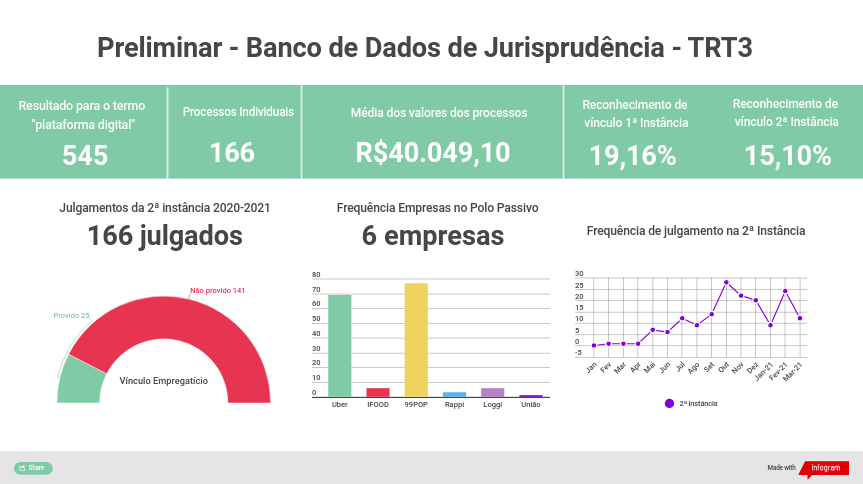 Preliminar - Banco de Dados de Jurisprudência - TRT3
Resultado para o termo
"plataforma digital"
545
Processos Individuais
166
Média dos valores dos processos
R$40.049,10
Reconhecimento de
vínculo 1ª Instância
19,16%
Reconhecimento de
vínculo 2ª Instância
15,10%
Julgamentos da 2ª instância 2020-2021
166 julgados
Não provido 141
Provido 25
Vínculo Empregatício
Frequência Empresas no Polo Passivo
6 empresas
80
70
60
50
40
30
20
10
0
Uber
IFOOD
99POP
Rappi
Loggi
União
Frequência de julgamento na 2ª Instância
30
25
20
15
10
5
0
-5
Jan
Fev
Mar
Apr
Mai
Jun
Jul
Ago
Set
Out
Nov
Dez
Jan-21
Fev-21
Mar-21
2ª Instância
Share
Made with
infogram